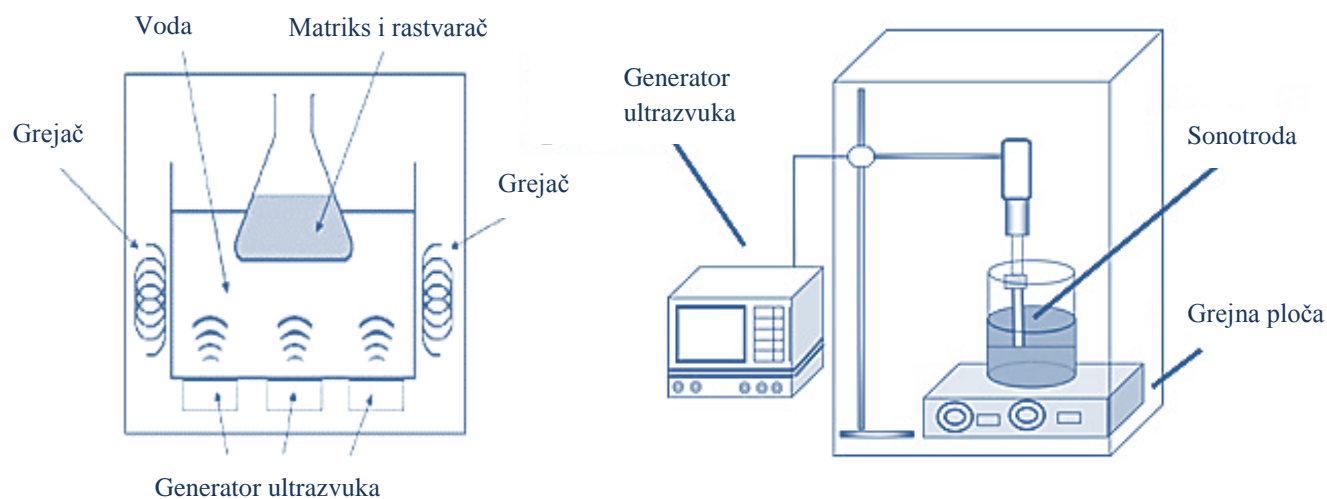 Voda
Matriks i rastvarač
Grejač
Grejač
Generator ultrazvuka
Generator
ultrazvuka
Sonotroda
Grejna ploča